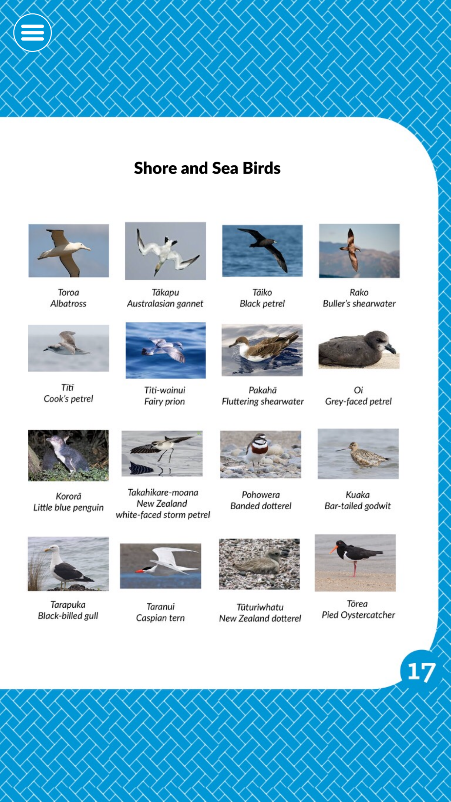 Shore and Sea Birds
Toroa
Albatross
Tākapu
Australasian gannet
Tāiko
Black petrel
Rako
Buller's shearwater
Tītī
Cook's petrel
Tītī-wainui
Fairy prion
Pakahā
Fluttering shearwater
Oi
Grey-faced petrel
Kororā
Little blue penguin
Takahikare-moana
New Zealand
white-faced storm petrel
Pohowera
Banded dotterel
Kuaka
Bar-tailed godwit
Tarapuka
Black-billed gull
Taranui
Caspian tern
Tūturiwhatu
New Zealand dotterel
Tōrea
Pied Oystercatcher
17